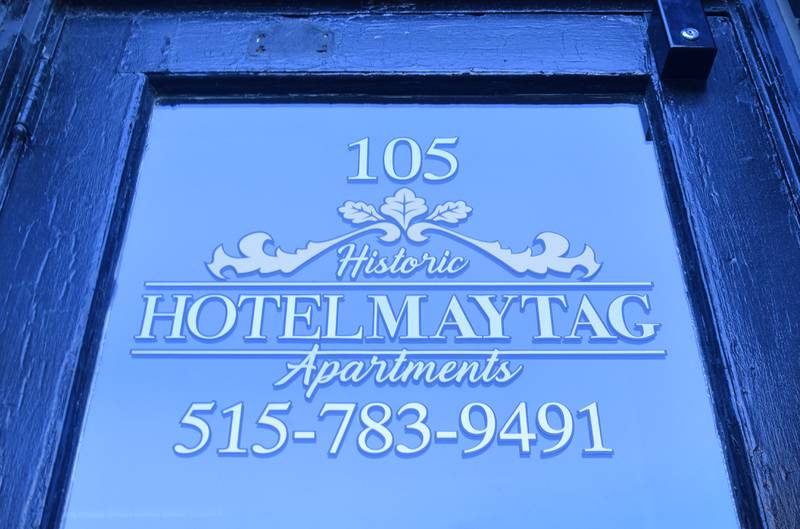 105
Historic
HOTEL MAYTAG
Apartments
515-783-9491